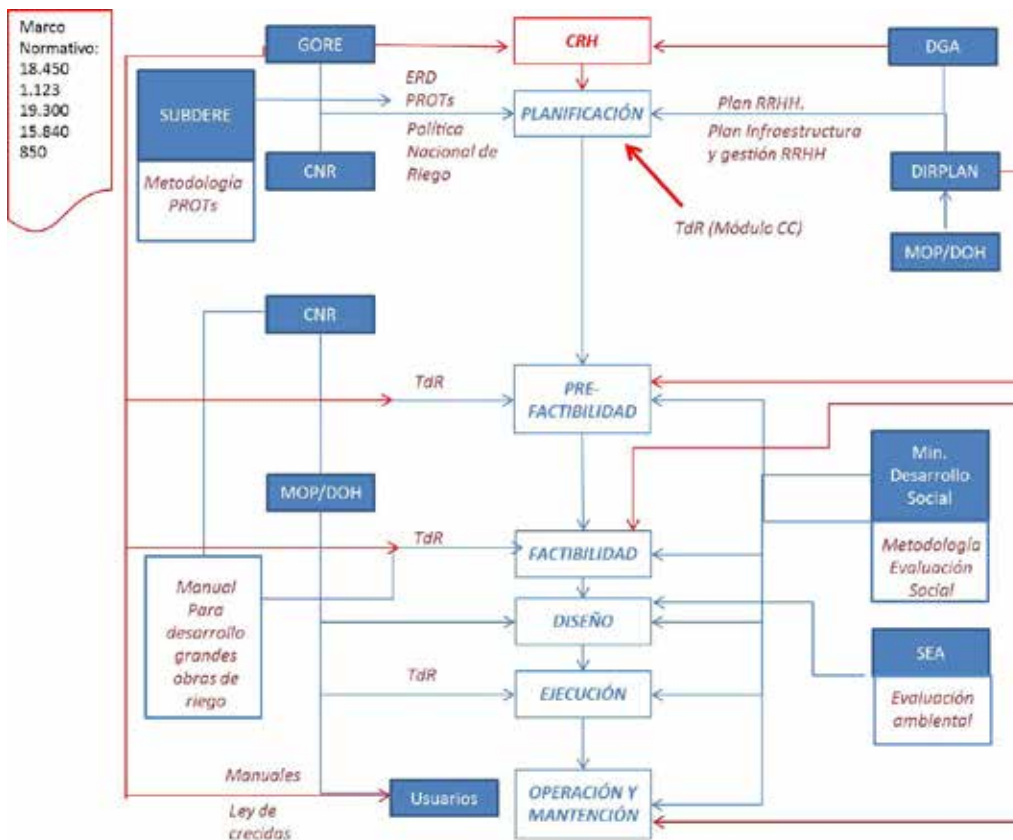 Marco
Normativo:
18.450
1.123
19.300
15.840
850
GORE
CRH
DGA
SUBDERE
Metodología
PROTs
ERD
PROTs
Política
Nacional de
Riego
CNR
PLANIFICACIÓN
Plan RRHH.
Plan Infraestructura
y gestión RRHH
DIRPLAN
TdR (Módulo CC)
MOP/DOH
CNR
TdR
PRE-
FACTIBILIDAD
MOP/DOH
Min.
Desarrollo
Social
Metodología
Evaluación
Social
TdR
FACTIBILIDAD
Manual
Para
desarrollo
grandes
obras de
riego
DISEÑO
SEA
Evaluación
ambiental
TdR
EJECUCIÓN
Manuales
Ley de
crecidas
Usuarios
OPERACIÓN Y
MANTENCIÓN